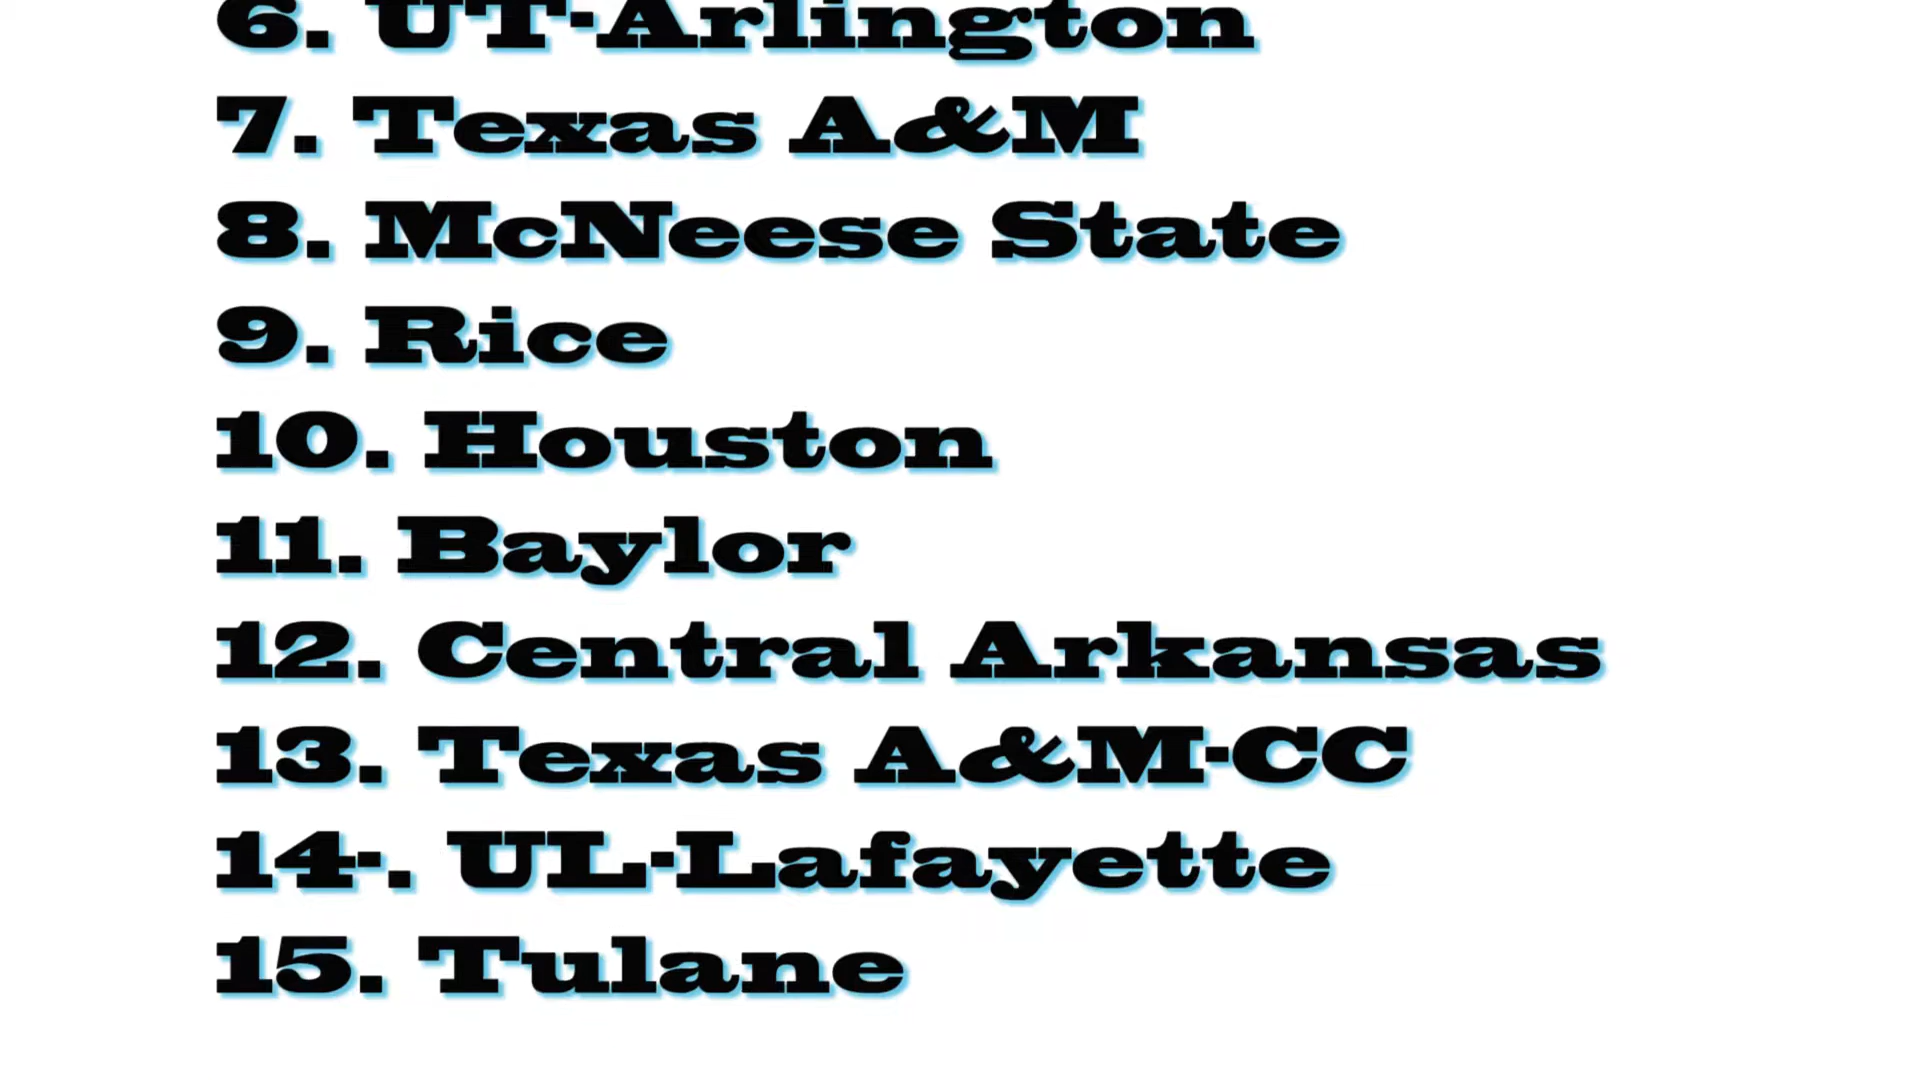 6. UT-Arlington
7. Texas A&M
8. McNeese State
9. Rice
10. Houston
11. Baylor
12. Central Arkansas
13. Texas A&M-CC
14-. UL-Lafayette
15. Tulane